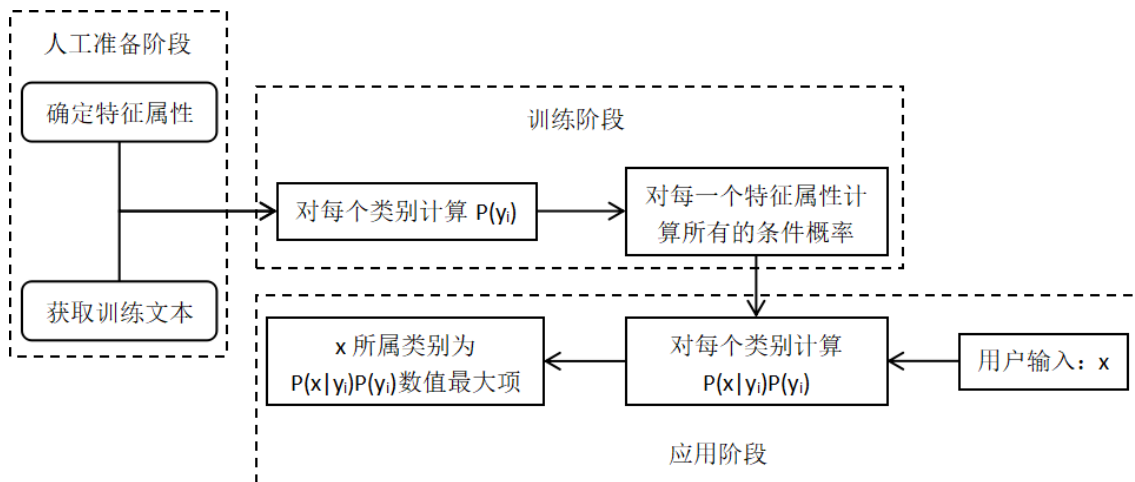 人工准备阶段
确定特征属性
获取训练文本
训练阶段
对每个类别计算 P(yᵢ)
对每一个特征属性计
算所有的条件概率
x 所属类别为
P(x|yᵢ)P(yᵢ)数值最大项
对每个类别计算
P(x|yᵢ)P(yᵢ)
用户输入：x
应用阶段